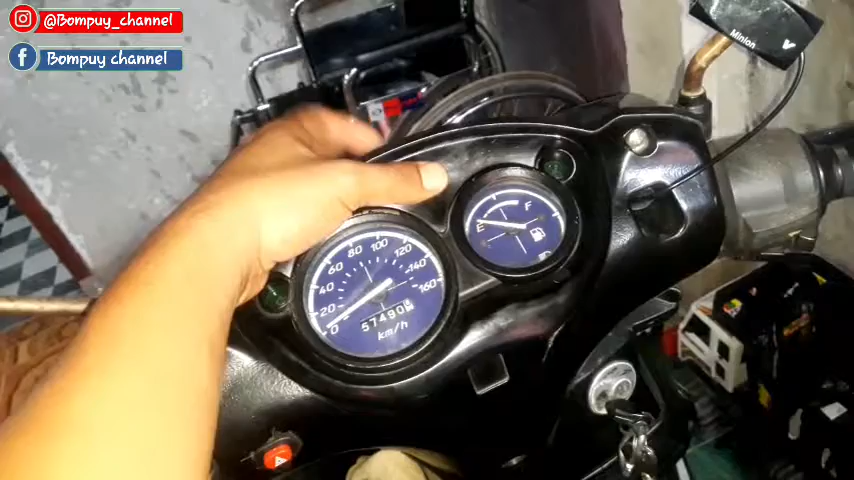 @Bompuy_channel
f Bompuy channel
Minion
F
E
80 100 120
60 140
40 160
20
0
57490
km/h